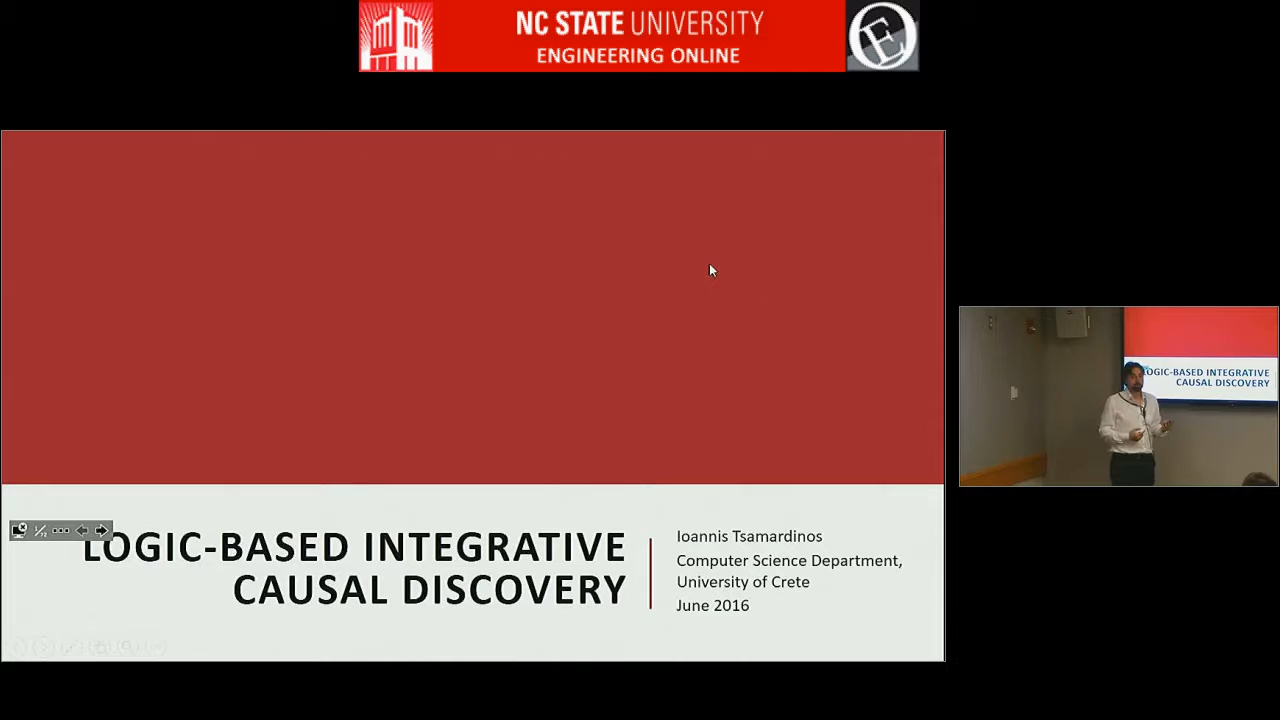 NC STATE UNIVERSITY
ENGINEERING ONLINE
LOGIC-BASED INTEGRATIVE
CAUSAL DISCOVERY
Ioannis Tsamardinos
Computer Science Department,
University of Crete
June 2016
LOGIC-BASED INTEGRATIVE
CAUSAL DISCOVERY